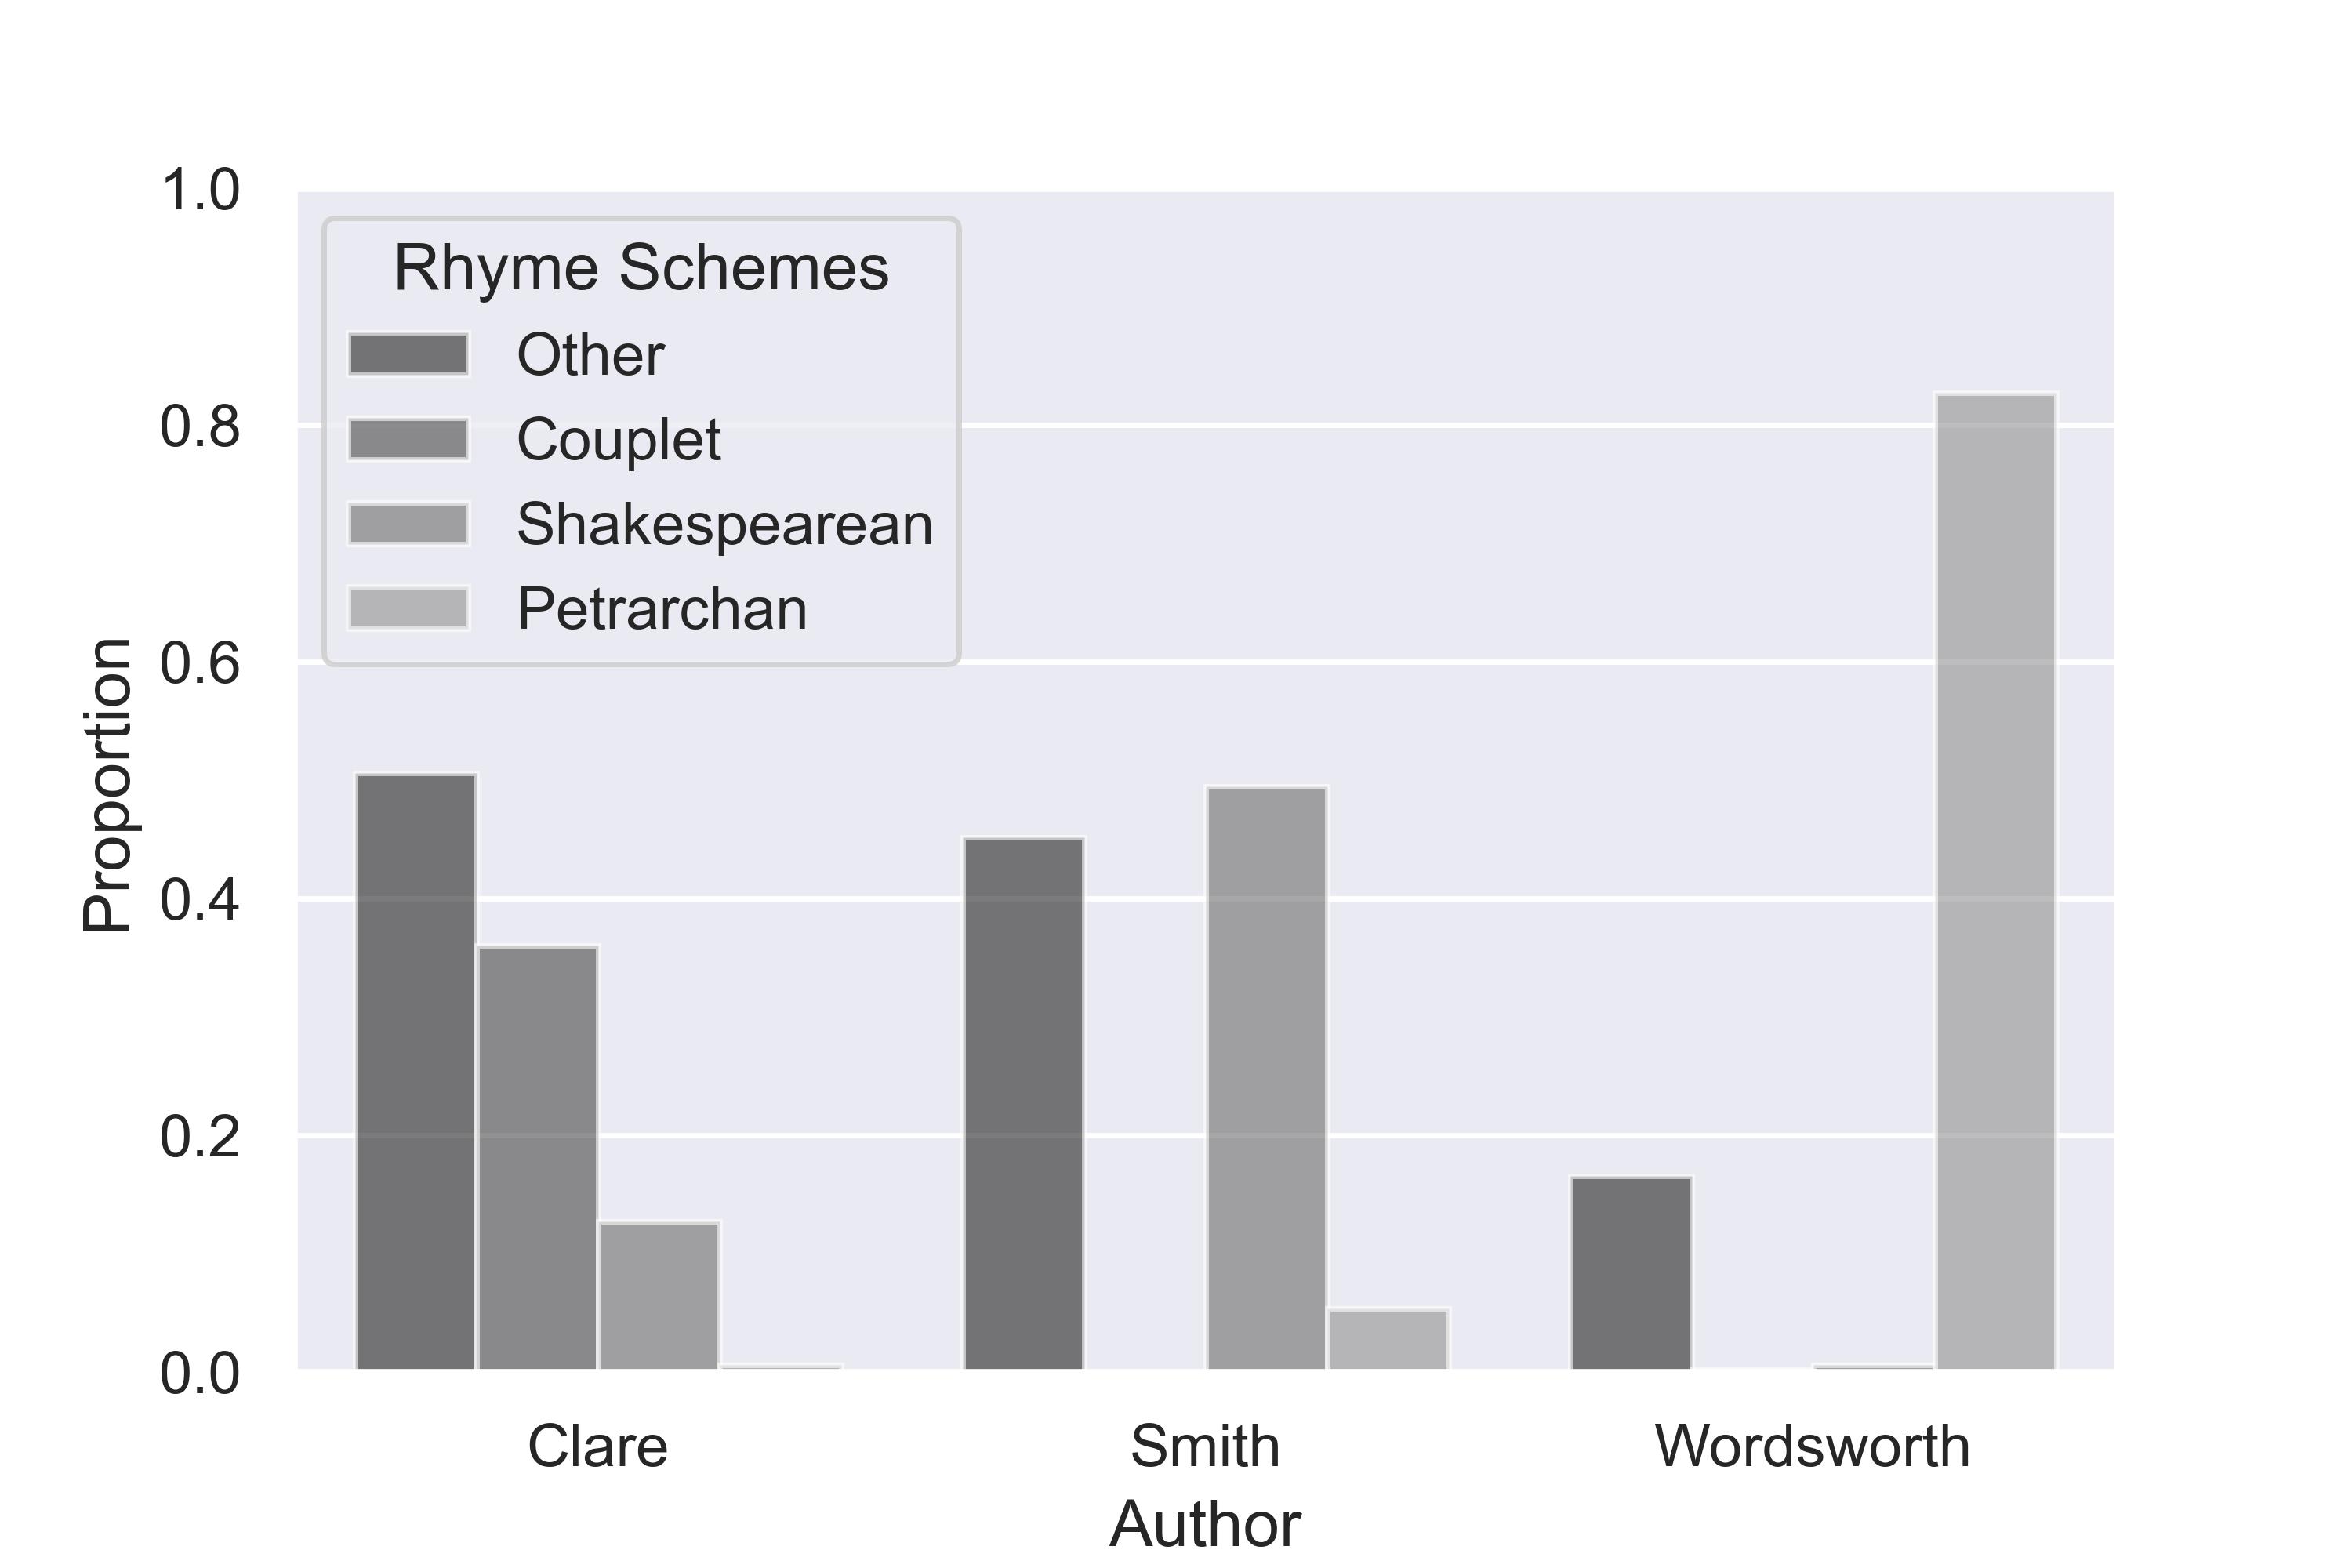 1.0
Rhyme Schemes
Other
0.8
Couplet
Shakespearean
Petrarchan
0.6
Proportion
0.4
0.2
0.0
Clare
Smith
Wordsworth
Author